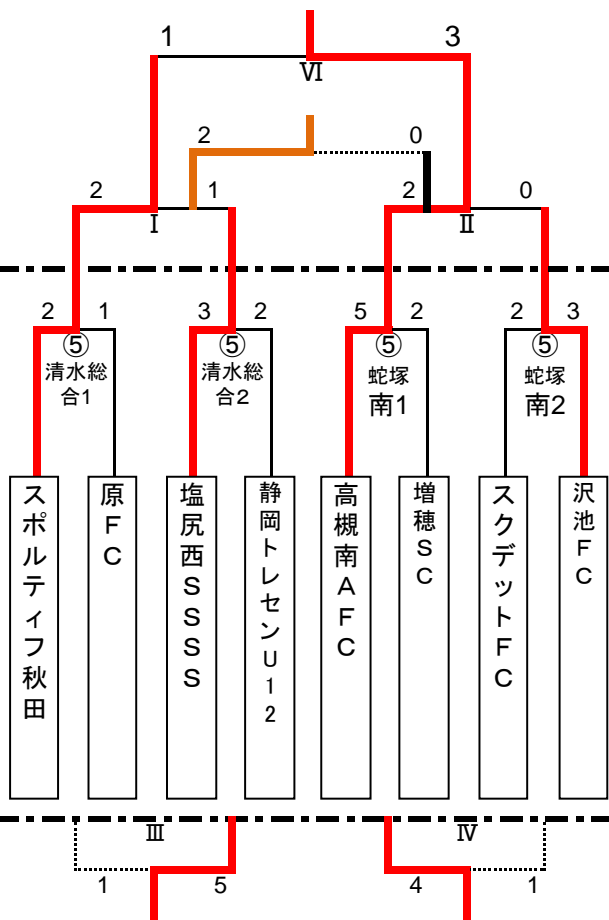 1 3
Ⅵ
2 0
2 1 2 0
Ⅰ Ⅱ
2 1 3 2 5 2 2 3
⑤ ⑤ ⑤ ⑤
清水総
合1
清水総
合2
蛇塚
南1
蛇塚
南2
スポルティフ秋田
原FC
塩尻西SSSS
静岡トレセンU12
高槻南AFC
増穂SC
スクデットFC
沢池FC
Ⅲ Ⅳ
1 5 4 1